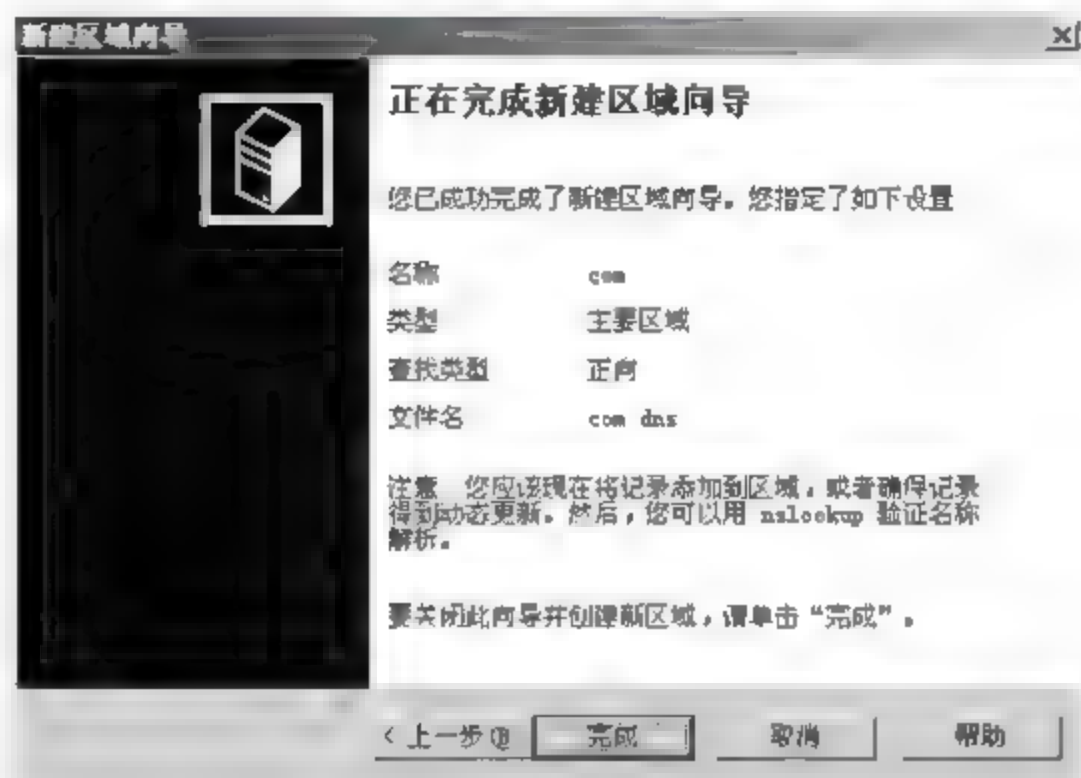 新建区域向导
正在完成新建区域向导
您已成功完成了新建区域向导。您指定了如下设置
名称 com
类型 主要区域
查找类型 正向
文件名 com dns
注意 您应该现在将记录添加到区域，或者确保记录
得到动态更新。然后，您可以用 nslookup 验证名称
解析。
要关闭此向导并创建新区域，请单击“完成”。
< 上一步(B) 完成 取消 帮助